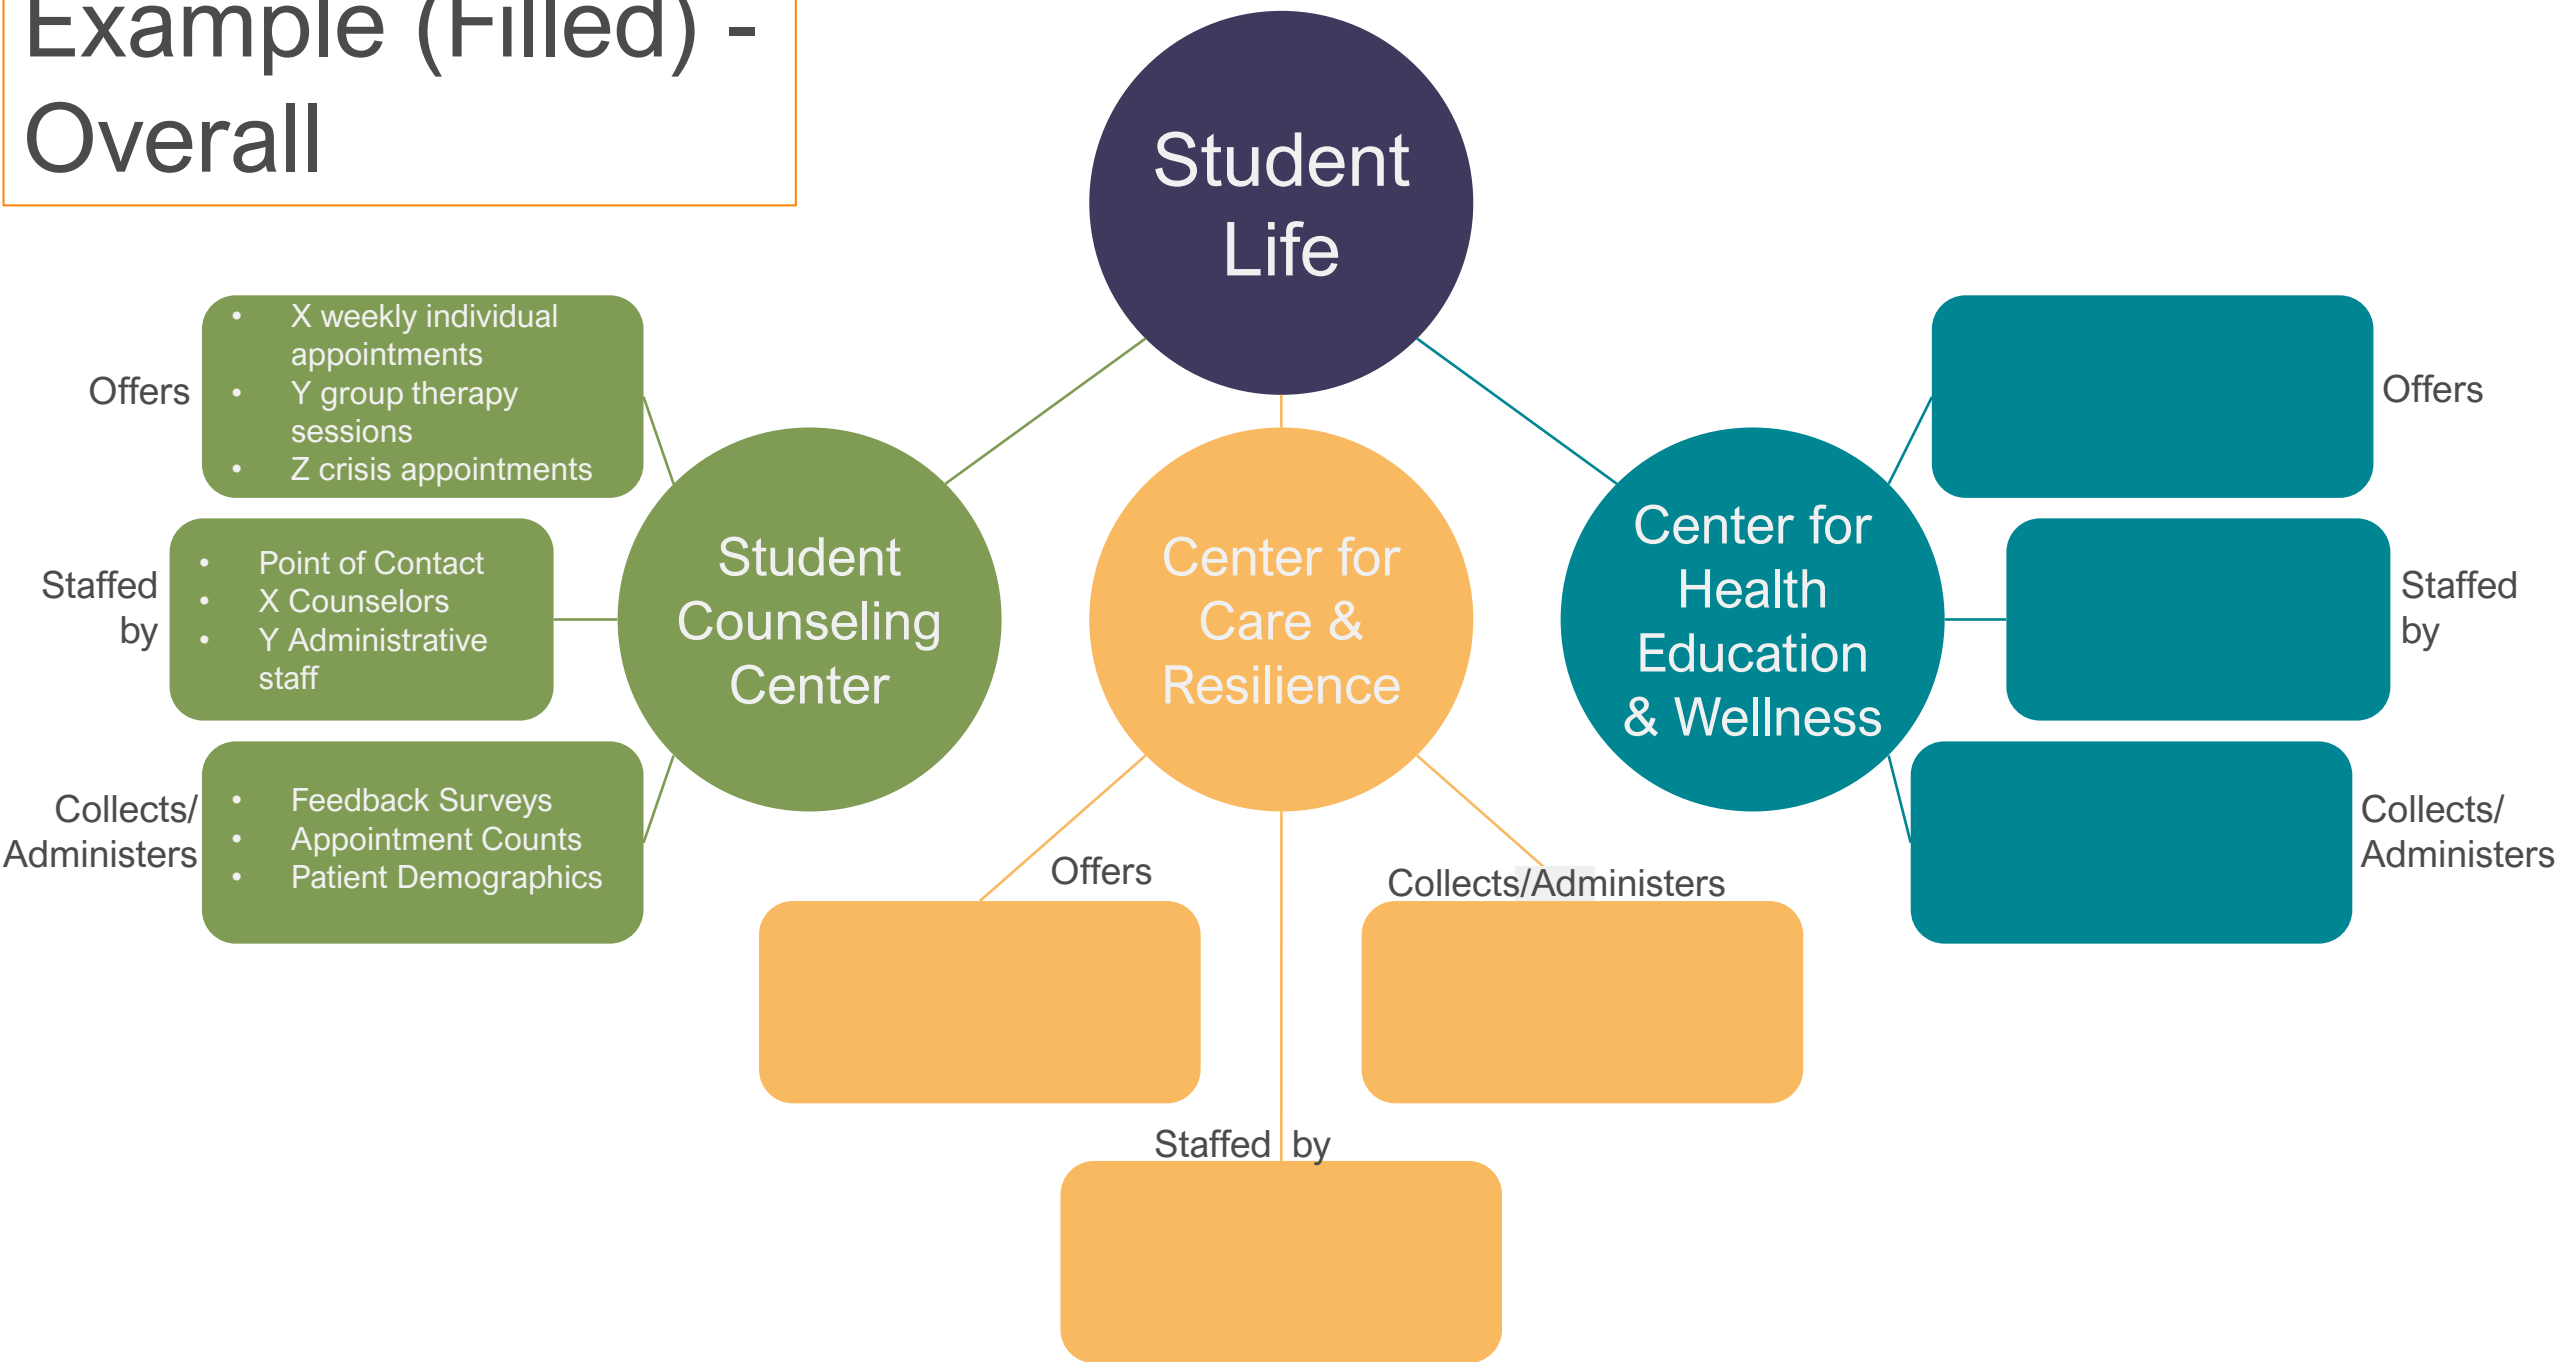 Example (Filled) -
Overall
Student
Life
Offers
• X weekly individual
appointments
• Y group therapy
sessions
• Z crisis appointments
Staffed
by
• Point of Contact
• X Counselors
• Y Administrative
staff
Collects/
Administers
• Feedback Surveys
• Appointment Counts
• Patient Demographics
Student
Counseling
Center
Center for
Care &
Resilience
Offers
Collects/Administers
Staffed by
Center for
Health
Education
& Wellness
Offers
Staffed
by
Collects/
Administers